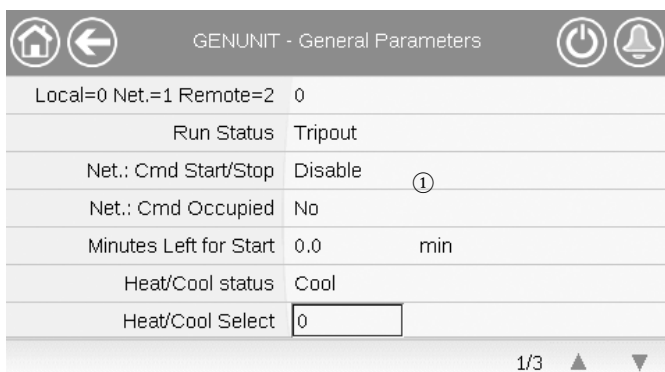 GENUNIT - General Parameters
Local=0 Net.=1 Remote=2 0
Run Status Tripout
Net.: Cmd Start/Stop Disable
①
Net.: Cmd Occupied No
Minutes Left for Start 0.0 min
Heat/Cool status Cool
Heat/Cool Select 0
1/3